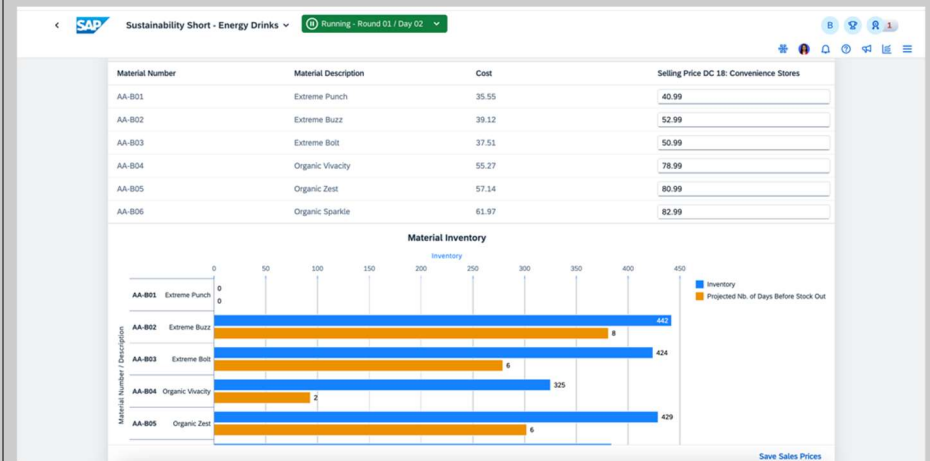 SAP Sustainability Short - Energy Drinks Running - Round 01 / Day 02 B 1
Material Number Material Description Cost Selling Price DC 18: Convenience Stores
AA-B01 Extreme Punch 35.55 40.99
AA-B02 Extreme Buzz 39.12 52.99
AA-B03 Extreme Bolt 37.51 50.99
AA-B04 Organic Vivacity 55.27 78.99
AA-B05 Organic Zest 57.14 80.99
AA-B06 Organic Sparkle 61.97 82.99
Material Inventory
Inventory
0 50 100 150 200 250 300 350 400 450
Material Number / Description
AA-B01 Extreme Punch 0
0
AA-B02 Extreme Buzz 442
8
AA-B03 Extreme Bolt 424
6
AA-B04 Organic Vivacity 325
2
AA-B05 Organic Zest 429
6
Inventory
Projected Nb. of Days Before Stock Out
Save Sales Prices